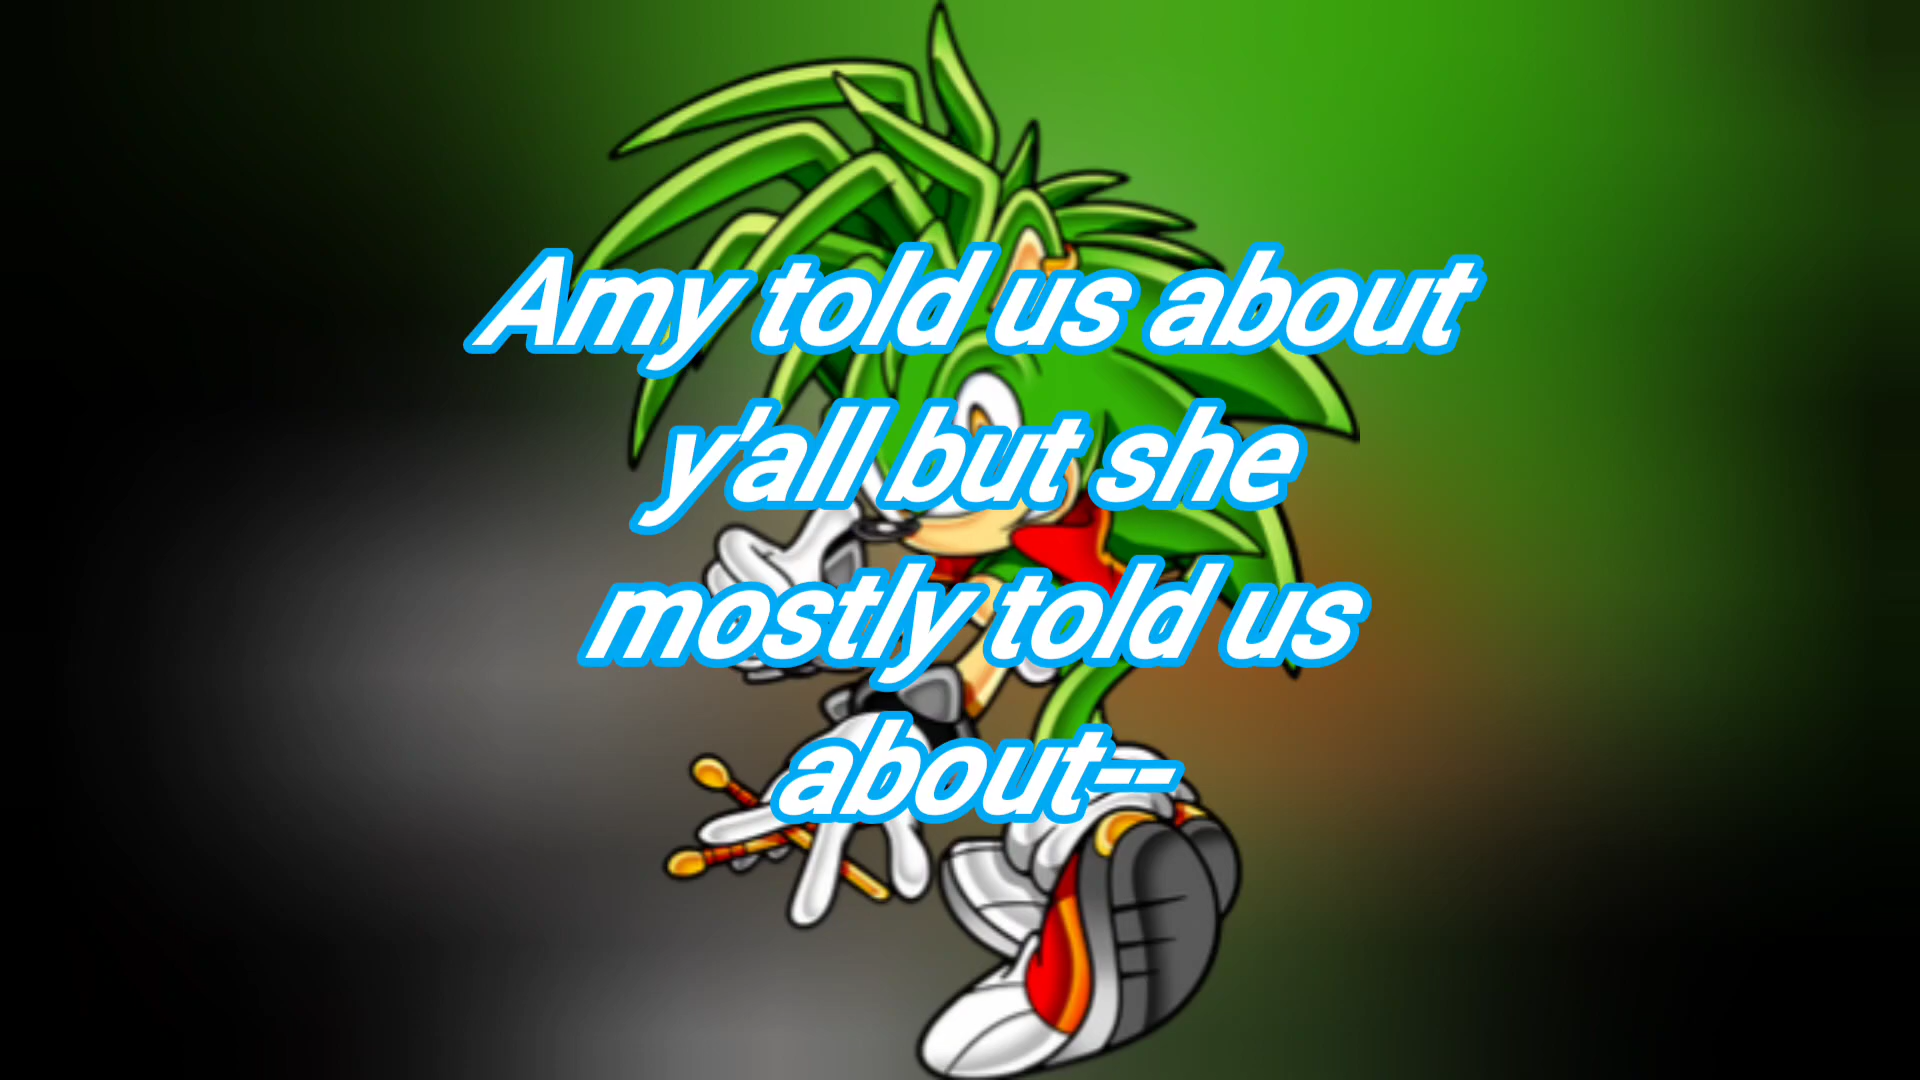 Amy told us about
y'all but she
mostly told us
about--